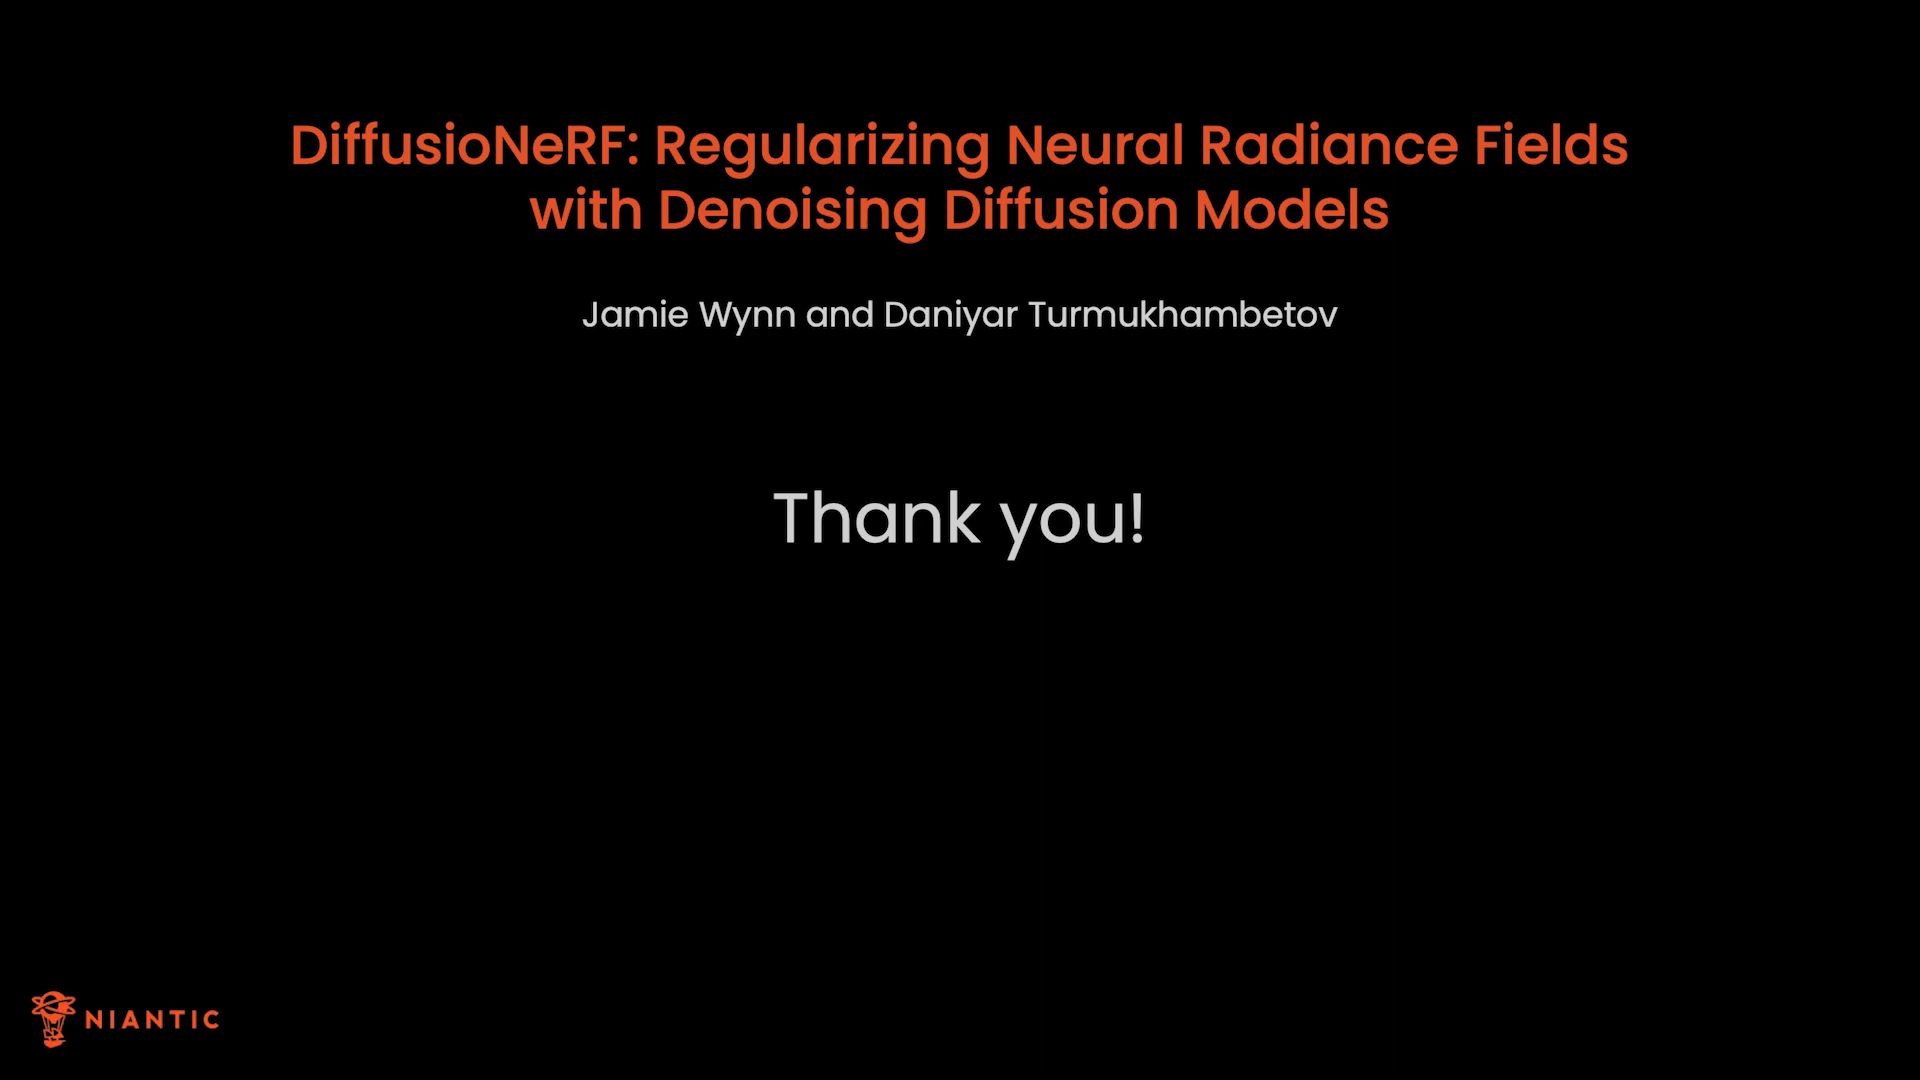 DiffusioNeRF: Regularizing Neural Radiance Fields
with Denoising Diffusion Models
Jamie Wynn and Daniyar Turmukhambetov
Thank you!
NIANTIC